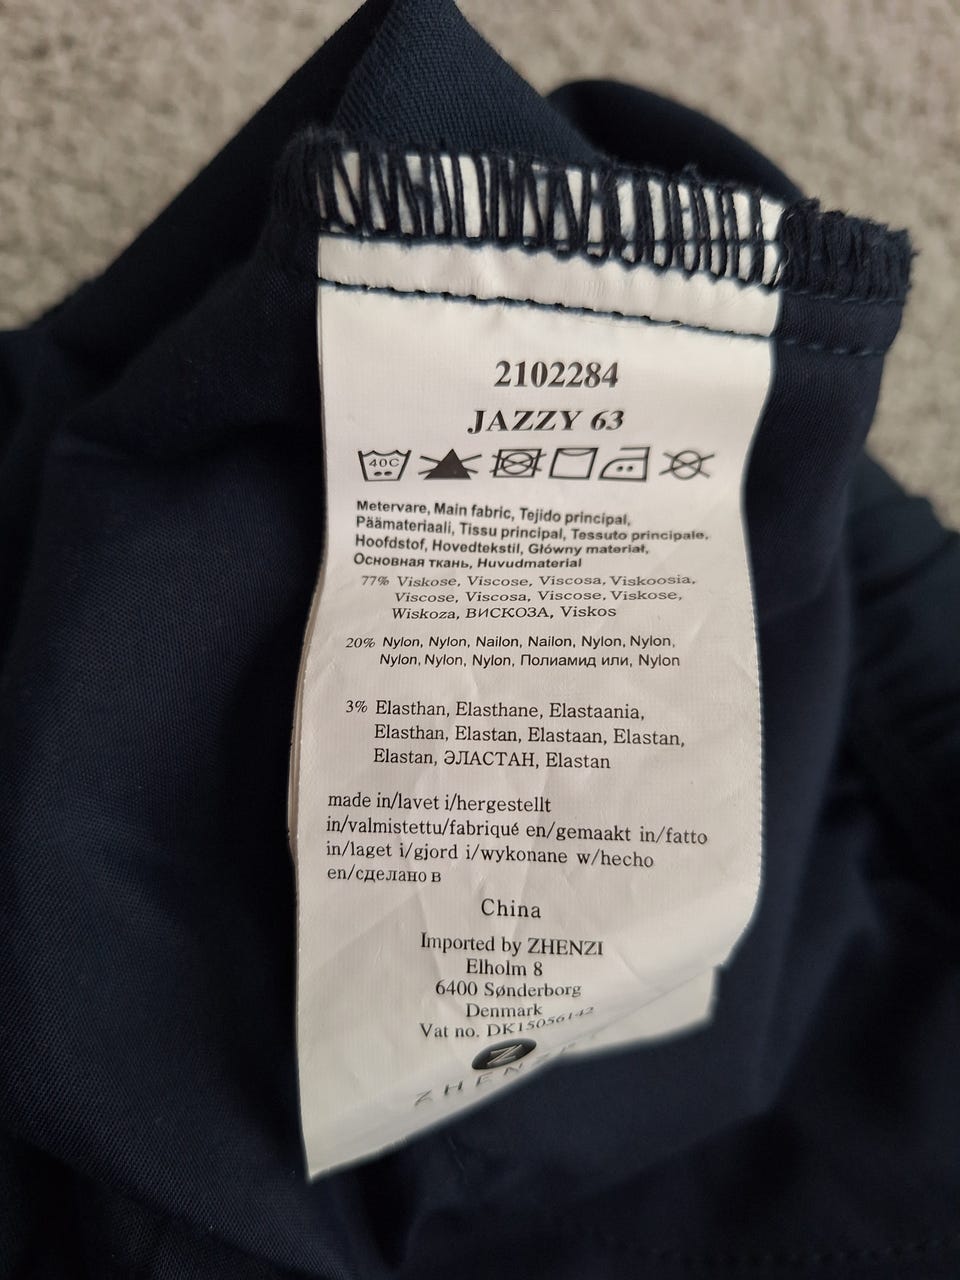 2102284
JAZZY 63
40C
Metervare, Main fabric, Tejido principal,
Päämateriaali, Tissu principal, Tessuto principale,
Hoofdstof, Hovedtekstil, Główny materiał,
Основная ткань, Huvudmaterial
77% Viskose, Viscose, Viscosa, Viskoosia,
Viscose, Viscosa, Viscose, Viskose,
Wiskoza, ВИСКОЗА, Viskos
20% Nylon, Nylon, Nailon, Nailon, Nylon, Nylon,
Nylon, Nylon, Nylon, Полиамид или, Nylon
3% Elasthan, Elasthane, Elastaania,
Elasthan, Elastan, Elastaan, Elastan,
Elastan, ЭЛАСТАН, Elastan
made in/lavet i/hergestellt
in/valmistettu/fabriqué en/gemaakt in/fatto
in/laget i/gjord i/wykonane w/hecho
en/сделано в
China
Imported by ZHENZI
Elholm 8
6400 Sønderborg
Denmark
Vat no. DK15056142
Z
ZHENZI